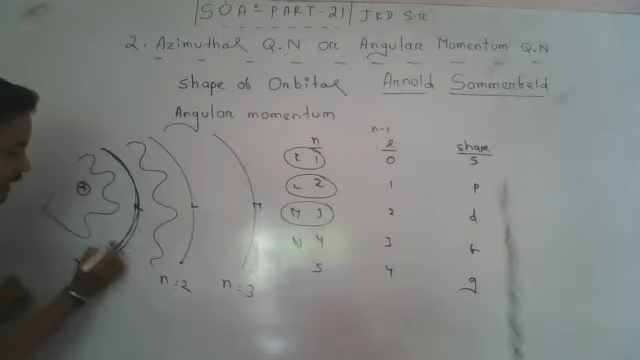 SOA - PART-21 | JKD Sir
2. Azimuthal Q.N or Angular Momentum Q.N
shape of Orbital Arnold Sommerfeld
Angular momentum
n-1
n l shape
K 1 0 s
L 2 1 p
M 3 2 d
N 4 3 f
5 4 g
K L M
n=2 n=3